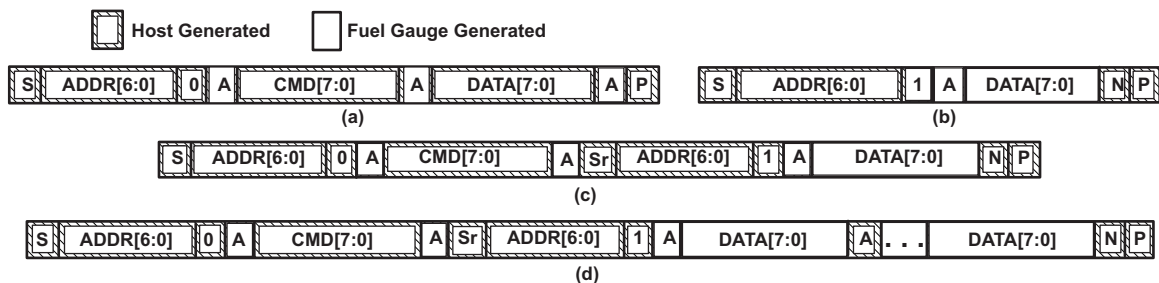 Host Generated Fuel Gauge Generated
S ADDR[6:0] 0 A CMD[7:0] A DATA[7:0] A P S ADDR[6:0] 1 A DATA[7:0] N P
(a) (b)
S ADDR[6:0] 0 A CMD[7:0] A Sr ADDR[6:0] 1 A DATA[7:0] N P
(c)
S ADDR[6:0] 0 A CMD[7:0] A Sr ADDR[6:0] 1 A DATA[7:0] A ... DATA[7:0] N P
(d)